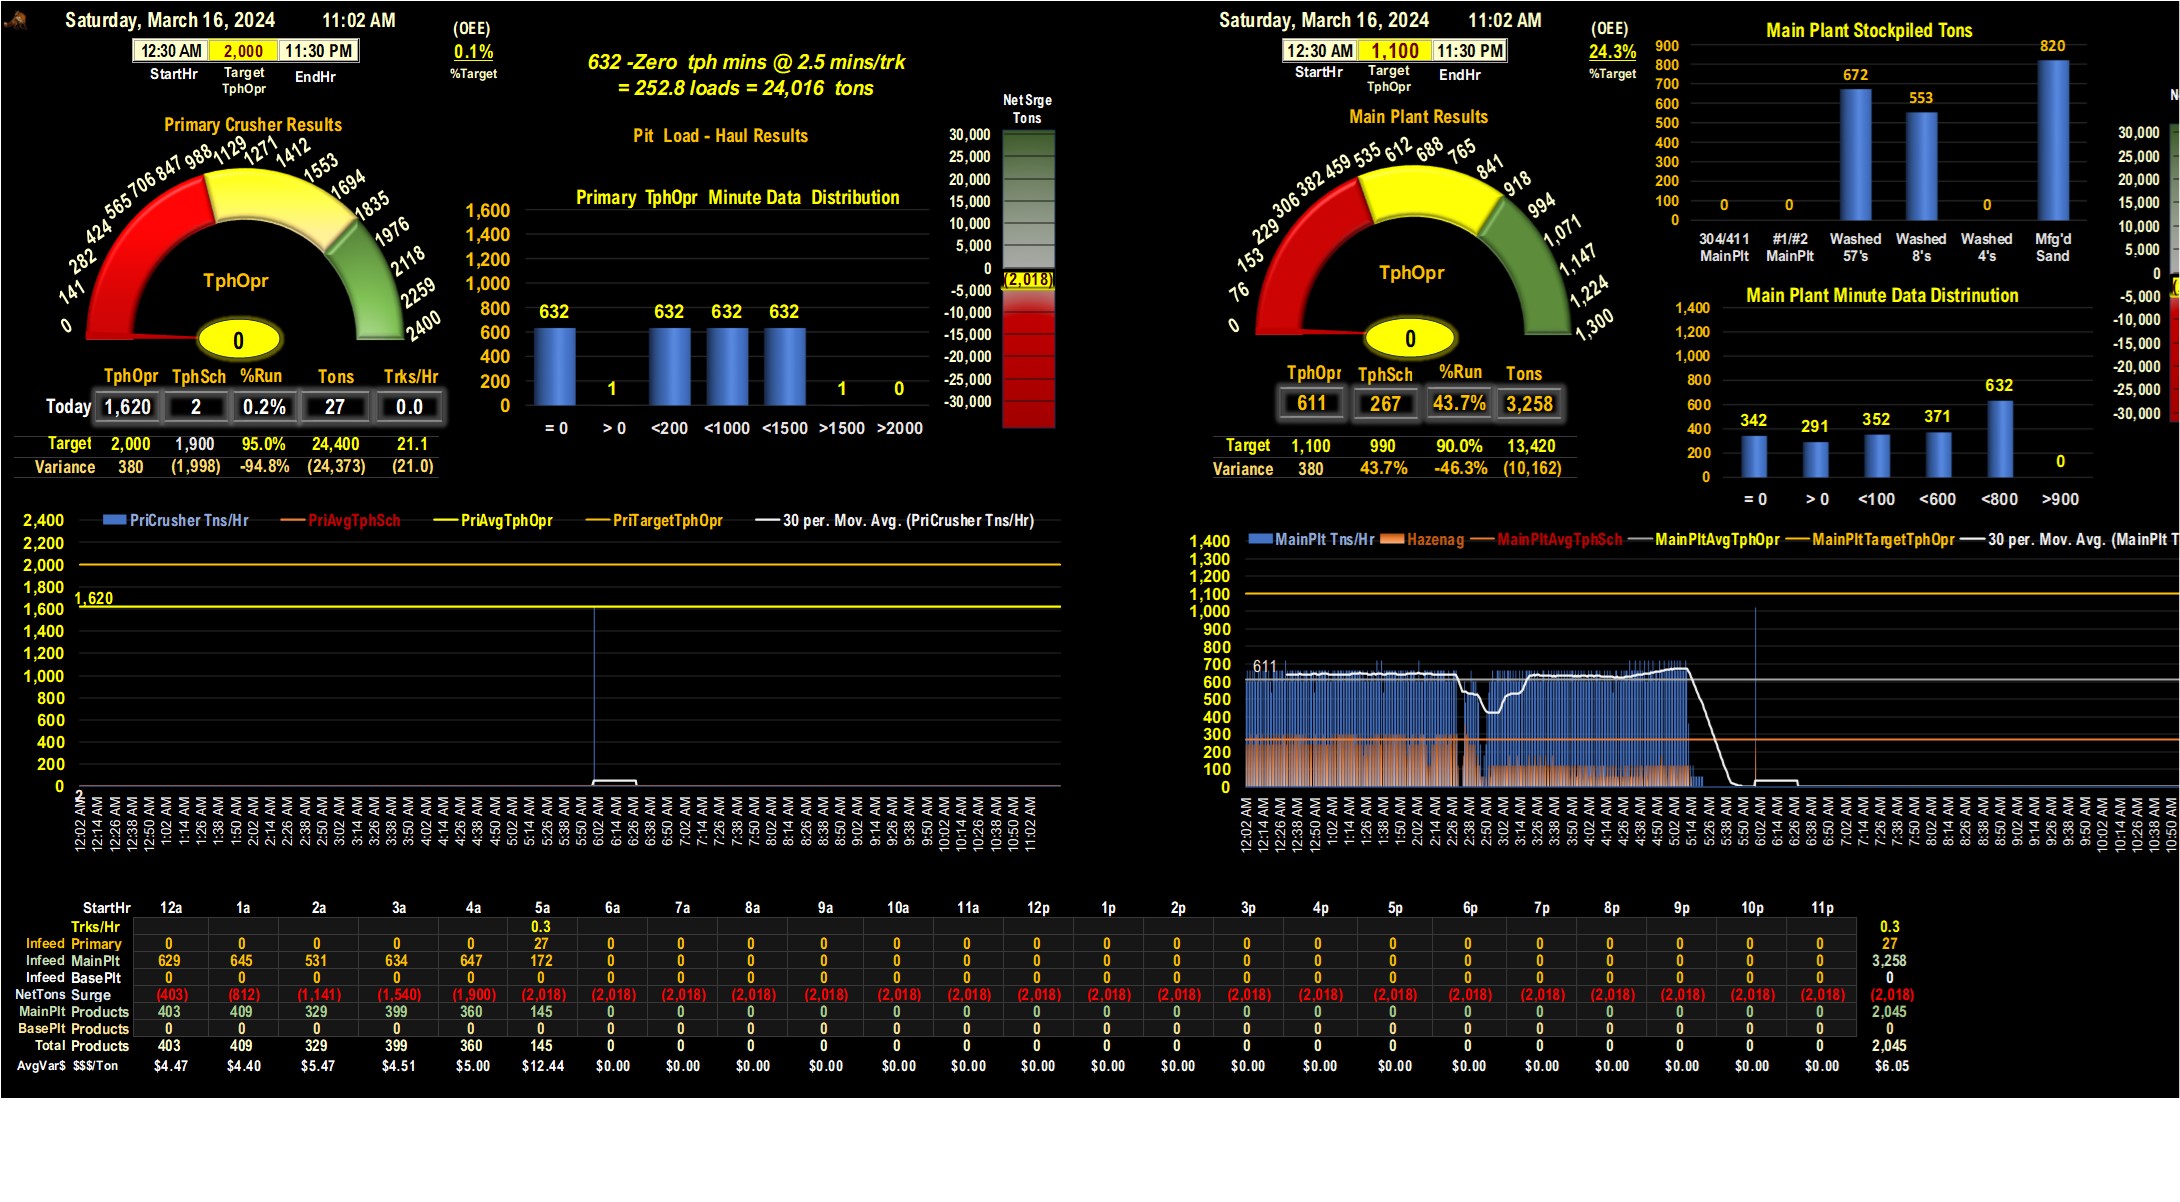 Saturday, March 16, 2024 11:02 AM
12:30 AM 2,000 11:30 PM
StartHr Target TphOpr EndHr
(OEE)
0.1%
%Target
632 -Zero tph mins @ 2.5 mins/trk
= 252.8 loads = 24,016 tons
Primary Crusher Results
0 141 282 424 565 706 847 988 1129 1271 1412 1553 1694 1835 1976 2118 2259 2400
TphOpr
0
TphOpr TphSch %Run Tons Trks/Hr
Today 1,620 2 0.2% 27 0.0
Target 2,000 1,900 95.0% 24,400 21.1
Variance 380 (1,998) -94.8% (24,373) (21.0)
Pit Load - Haul Results
Primary TphOpr Minute Data Distribution
1,600
1,400
1,200
1,000
800
600
400
200
0
632 1 632 632 632 1 0
= 0 > 0 <200 <1000 <1500 >1500 >2000
Net Srge
Tons
30,000
25,000
20,000
15,000
10,000
5,000
0
(2,018)
-5,000
-10,000
-15,000
-20,000
-25,000
-30,000
Saturday, March 16, 2024 11:02 AM
12:30 AM 1,100 11:30 PM
StartHr Target TphOpr EndHr
(OEE)
24.3%
%Target
Main Plant Results
0 76 153 229 306 382 459 535 612 688 765 841 918 994 1,071 1,147 1,224 1,300
TphOpr
0
TphOpr TphSch %Run Tons
611 267 43.7% 3,258
Target 1,100 990 90.0% 13,420
Variance 380 43.7% -46.3% (10,162)
Main Plant Stockpiled Tons
900
800
700
600
500
400
300
200
100
0
0 0 672 553 0 820
304/411 #1/#2 Washed Washed Washed Mfg'd
MainPlt MainPlt 57's 8's 4's Sand
Main Plant Minute Data Distrinution
1,400
1,200
1,000
800
600
400
200
0
342 291 352 371 632 0
= 0 > 0 <100 <600 <800 >900
30,000
25,000
20,000
15,000
10,000
5,000
0
-5,000
-10,000
-15,000
-20,000
-25,000
-30,000
PriCrusher Tns/Hr PriAvgTphSch PriAvgTphOpr PriTargetTphOpr 30 per. Mov. Avg. (PriCrusher Tns/Hr)
2,400
2,200
2,000
1,800
1,600
1,400
1,200
1,000
800
600
400
200
0
1,620
2
12:02 AM 12:14 AM 12:26 AM 12:38 AM 12:50 AM 1:02 AM 1:14 AM 1:26 AM 1:38 AM 1:50 AM 2:02 AM 2:14 AM 2:26 AM 2:38 AM 2:50 AM 3:02 AM 3:14 AM 3:26 AM 3:38 AM 3:50 AM 4:02 AM 4:14 AM 4:26 AM 4:38 AM 4:50 AM 5:02 AM 5:14 AM 5:26 AM 5:38 AM 5:50 AM 6:02 AM 6:14 AM 6:26 AM 6:38 AM 6:50 AM 7:02 AM 7:14 AM 7:26 AM 7:38 AM 7:50 AM 8:02 AM 8:14 AM 8:26 AM 8:38 AM 8:50 AM 9:02 AM 9:14 AM 9:26 AM 9:38 AM 9:50 AM 10:02 AM 10:14 AM 10:26 AM 10:38 AM 10:50 AM 11:02 AM
MainPlt Tns/Hr Hazenag MainPltAvgTphSch MainPltAvgTphOpr MainPltTargetTphOpr 30 per. Mov. Avg. (MainPlt T
1,400
1,300
1,200
1,100
1,000
900
800
700
600
500
400
300
200
100
0
611
12:02 AM 12:14 AM 12:26 AM 12:38 AM 12:50 AM 1:02 AM 1:14 AM 1:26 AM 1:38 AM 1:50 AM 2:02 AM 2:14 AM 2:26 AM 2:38 AM 2:50 AM 3:02 AM 3:14 AM 3:26 AM 3:38 AM 3:50 AM 4:02 AM 4:14 AM 4:26 AM 4:38 AM 4:50 AM 5:02 AM 5:14 AM 5:26 AM 5:38 AM 5:50 AM 6:02 AM 6:14 AM 6:26 AM 6:38 AM 6:50 AM 7:02 AM 7:14 AM 7:26 AM 7:38 AM 7:50 AM 8:02 AM 8:14 AM 8:26 AM 8:38 AM 8:50 AM 9:02 AM 9:14 AM 9:26 AM 9:38 AM 9:50 AM 10:02 AM 10:14 AM 10:26 AM 10:38 AM 10:50 AM
StartHr 12a 1a 2a 3a 4a 5a 6a 7a 8a 9a 10a 11a 12p 1p 2p 3p 4p 5p 6p 7p 8p 9p 10p 11p
Trks/Hr 0.3 0.3
Infeed Primary 0 0 0 0 0 27 0 0 0 0 0 0 0 0 0 0 0 0 0 0 0 0 0 0 27
Infeed MainPlt 629 645 531 634 647 172 0 0 0 0 0 0 0 0 0 0 0 0 0 0 0 0 0 0 3,258
Infeed BasePlt 0 0 0 0 0 0 0 0 0 0 0 0 0 0 0 0 0 0 0 0 0 0 0 0 0
NetTons Surge (403) (812) (1,141) (1,540) (1,900) (2,018) (2,018) (2,018) (2,018) (2,018) (2,018) (2,018) (2,018) (2,018) (2,018) (2,018) (2,018) (2,018) (2,018) (2,018) (2,018) (2,018) (2,018) (2,018) (2,018)
MainPlt Products 403 409 329 399 360 145 0 0 0 0 0 0 0 0 0 0 0 0 0 0 0 0 0 0 2,045
BasePlt Products 0 0 0 0 0 0 0 0 0 0 0 0 0 0 0 0 0 0 0 0 0 0 0 0 0
Total Products 403 409 329 399 360 145 0 0 0 0 0 0 0 0 0 0 0 0 0 0 0 0 0 0 2,045
AvgVar$ $$$/Ton $4.47 $4.40 $5.47 $4.51 $5.00 $12.44 $0.00 $0.00 $0.00 $0.00 $0.00 $0.00 $0.00 $0.00 $0.00 $0.00 $0.00 $0.00 $0.00 $0.00 $0.00 $0.00 $0.00 $0.00 $6.05